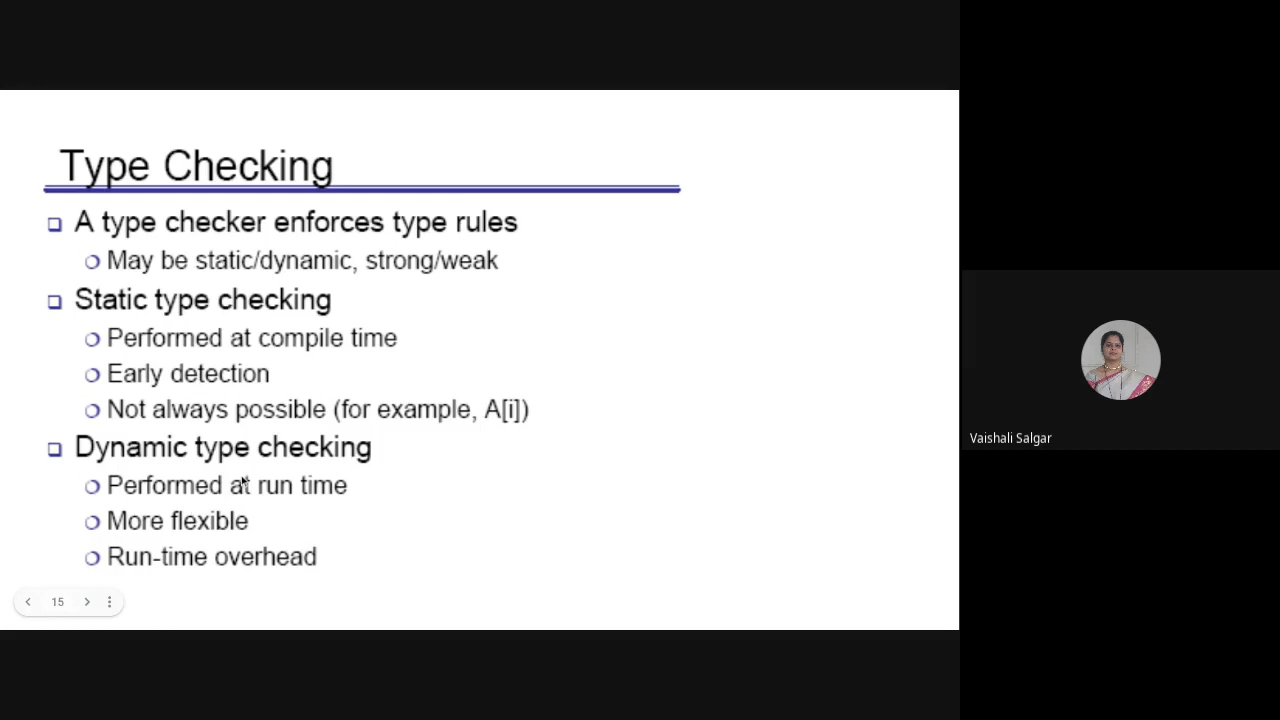 Type Checking
A type checker enforces type rules
May be static/dynamic, strong/weak
Static type checking
Performed at compile time
Early detection
Not always possible (for example, A[i])
Dynamic type checking
Performed at run time
More flexible
Run-time overhead
15
Vaishali Salgar